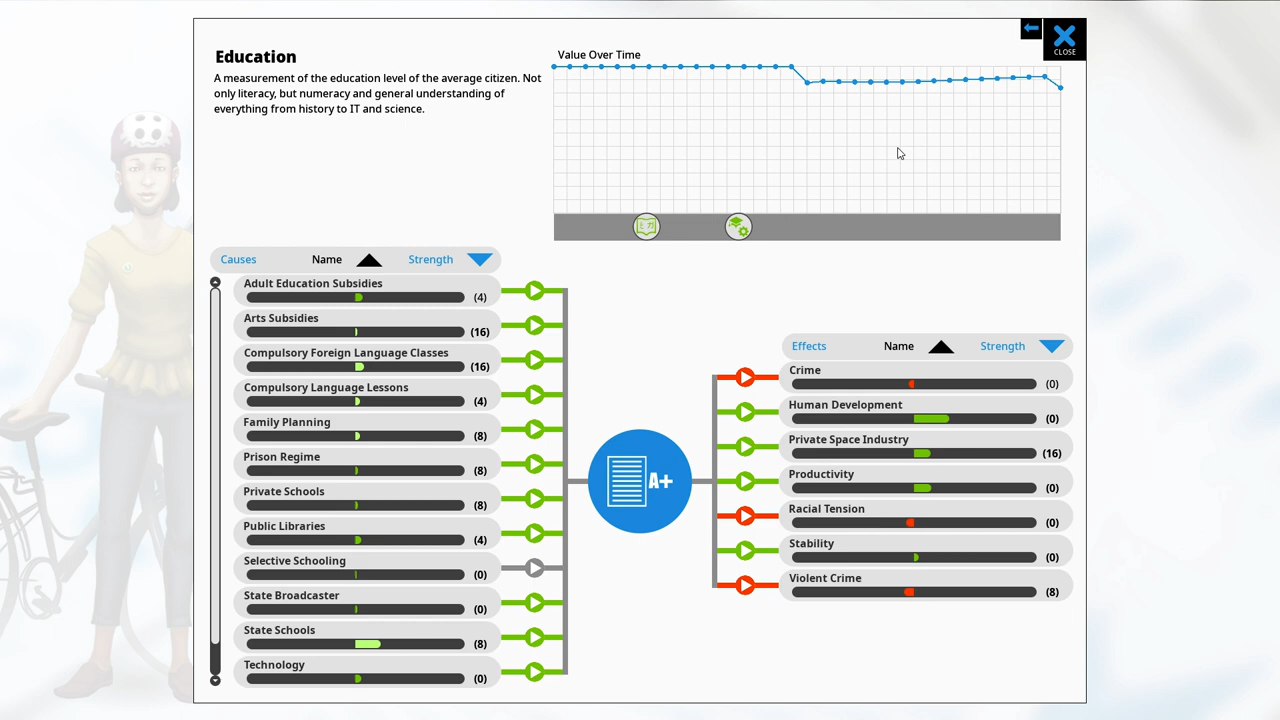 CLOSE
Education
Value Over Time
A measurement of the education level of the average citizen. Not
only literacy, but numeracy and general understanding of
everything from history to IT and science.
Causes Name Strength
Adult Education Subsidies
(4)
Arts Subsidies
(16)
Compulsory Foreign Language Classes
(16)
Compulsory Language Lessons
(4)
Family Planning
(8)
Prison Regime
(8)
Private Schools
(8)
Public Libraries
(4)
Selective Schooling
(0)
State Broadcaster
(0)
State Schools
(8)
Technology
(0)
A+
Effects Name Strength
Crime
(0)
Human Development
(0)
Private Space Industry
(16)
Productivity
(0)
Racial Tension
(0)
Stability
(0)
Violent Crime
(8)